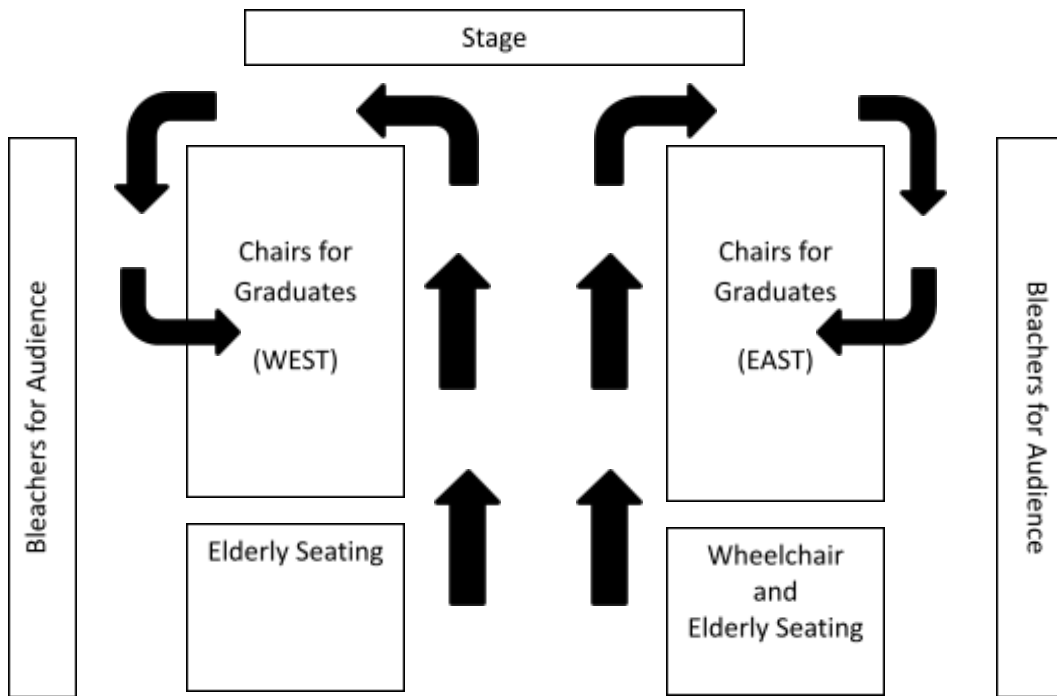 Stage
Bleachers for Audience
Chairs for
Graduates
(WEST)
Chairs for
Graduates
(EAST)
Bleachers for Audience
Elderly Seating
Wheelchair
and
Elderly Seating